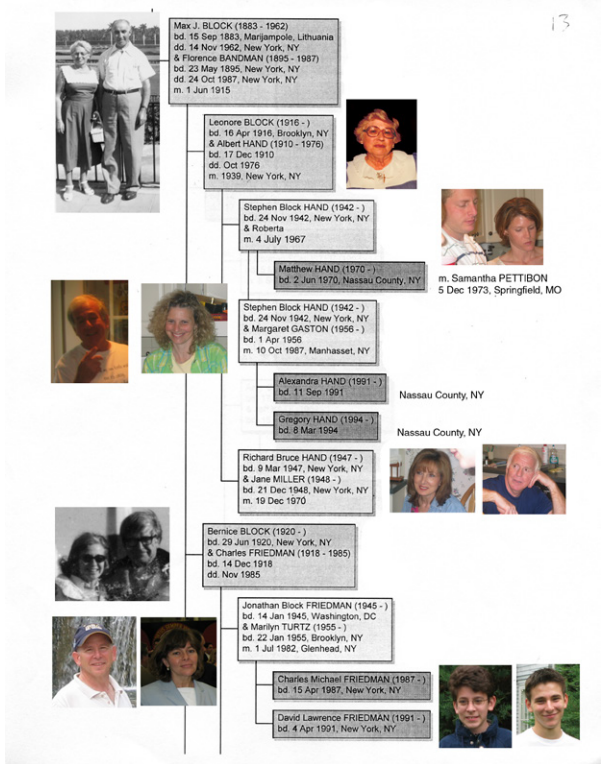 13
Max J. BLOCK (1883 - 1962)
bd. 15 Sep 1883, Marijampole, Lithuania
dd. 14 Nov 1962, New York, NY
& Florence BANDMAN (1895 - 1987)
bd. 23 May 1895, New York, NY
dd. 24 Oct 1987, New York, NY
m. 1 Jun 1915
Leonore BLOCK (1916 - )
bd. 16 Apr 1916, Brooklyn, NY
& Albert HAND (1910 - 1976)
bd. 17 Dec 1910
dd. Oct 1976
m. 1939, New York, NY
Stephen Block HAND (1942 - )
bd. 24 Nov 1942, New York, NY
& Roberta
m. 4 July 1967
Matthew HAND (1970 - )
bd. 2 Jun 1970, Nassau County, NY
m. Samantha PETTIBON
5 Dec 1973, Springfield, MO
Stephen Block HAND (1942 - )
bd. 24 Nov 1942, New York, NY
& Margaret GASTON (1956 - )
bd. 1 Apr 1956
m. 10 Oct 1987, Manhasset, NY
Alexandra HAND (1991 - )
bd. 11 Sep 1991
Nassau County, NY
Gregory HAND (1994 - )
bd. 8 Mar 1994
Nassau County, NY
Richard Bruce HAND (1947 - )
bd. 9 Mar 1947, New York, NY
& Jane MILLER (1948 - )
bd. 21 Dec 1948, New York, NY
m. 19 Dec 1970
Bernice BLOCK (1920 - )
bd. 29 Jun 1920, New York, NY
& Charles FRIEDMAN (1918 - 1985)
bd. 14 Dec 1918
dd. Nov 1985
Jonathan Block FRIEDMAN (1945 - )
bd. 14 Jan 1945, Washington, DC
& Marilyn TURTZ (1955 - )
bd. 22 Jan 1955, Brooklyn, NY
m. 1 Jul 1982, Glenhead, NY
Charles Michael FRIEDMAN (1987 - )
bd. 15 Apr 1987, New York, NY
David Lawrence FRIEDMAN (1991 - )
bd. 4 Apr 1991, New York, NY